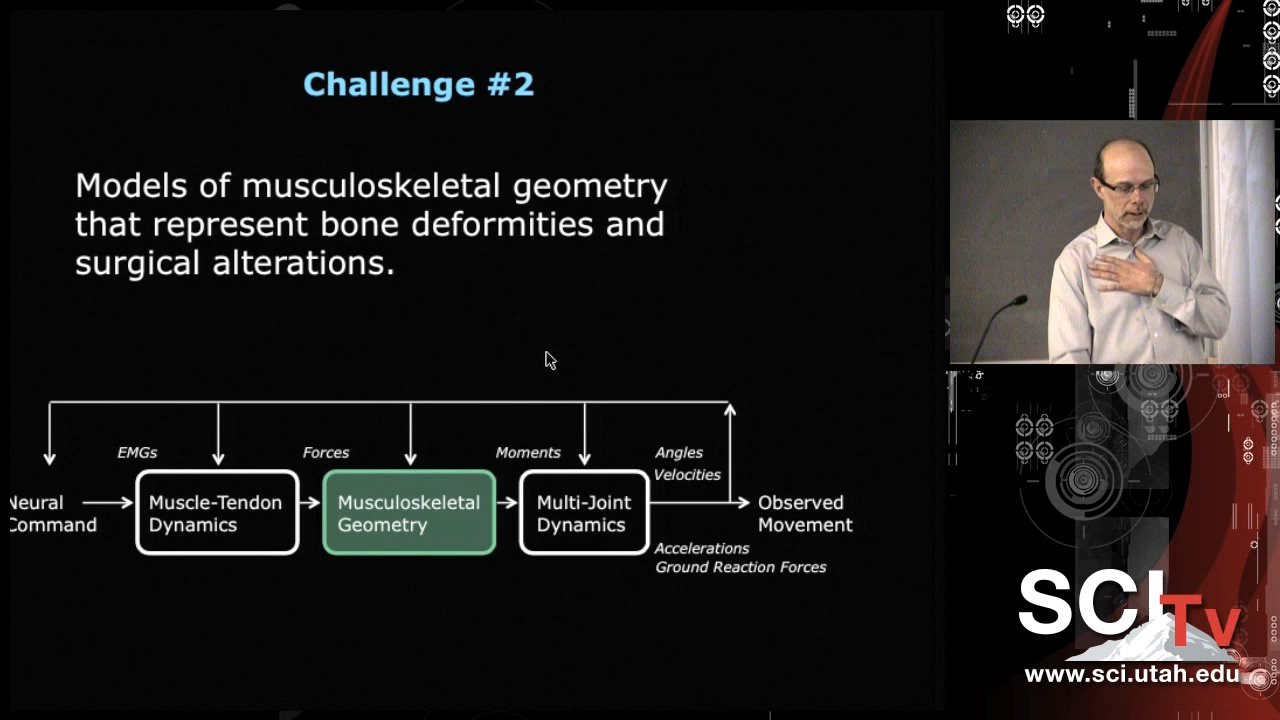 Challenge #2
Models of musculoskeletal geometry
that represent bone deformities and
surgical alterations.
EMGs
Forces
Moments
Angles
Velocities
Neural
Command
Muscle-Tendon
Dynamics
Musculoskeletal
Geometry
Multi-Joint
Dynamics
Observed
Movement
Accelerations
Ground Reaction Forces
SCI
Tv
www.sci.utah.edu